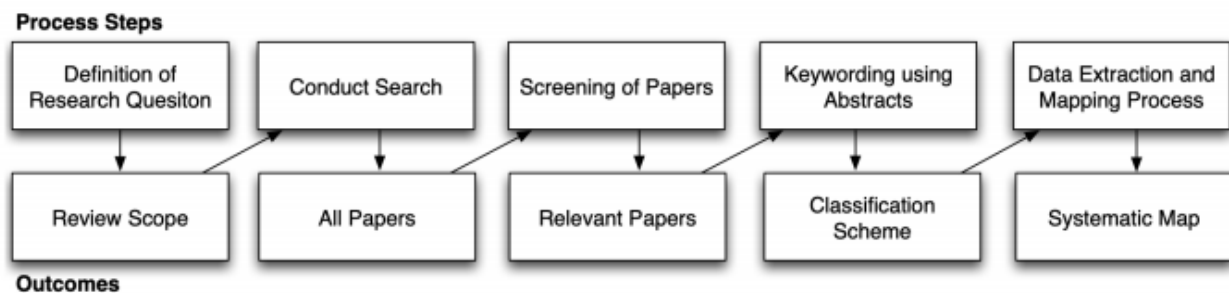 Process Steps
Definition of
Research Quesiton
Conduct Search
Screening of Papers
Keywording using
Abstracts
Data Extraction and
Mapping Process
Review Scope
All Papers
Relevant Papers
Classification
Scheme
Systematic Map
Outcomes